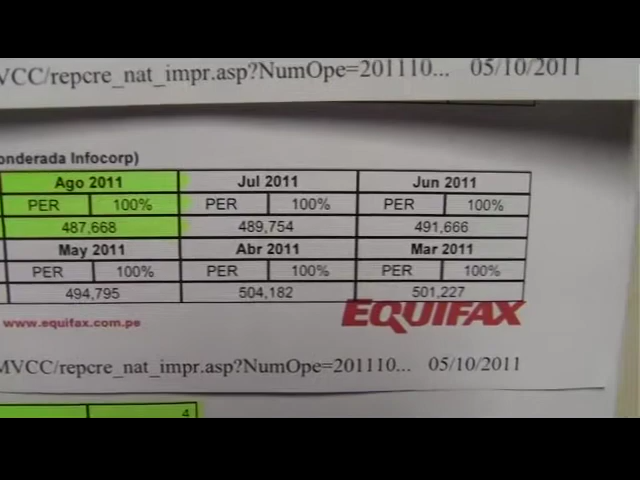 MVCC/repcre_nat_impr.asp?NumOpe=201110... 05/10/2011
onderada Infocorp)
Ago 2011 Jul 2011 Jun 2011
PER 100% PER 100% PER 100%
487,668 489,754 491,666
May 2011 Abr 2011 Mar 2011
PER 100% PER 100% PER 100%
494,795 504,182 501,227
www.equifax.com.pe EQUIFAX
MVCC/repcre_nat_impr.asp?NumOpe=201110... 05/10/2011
4